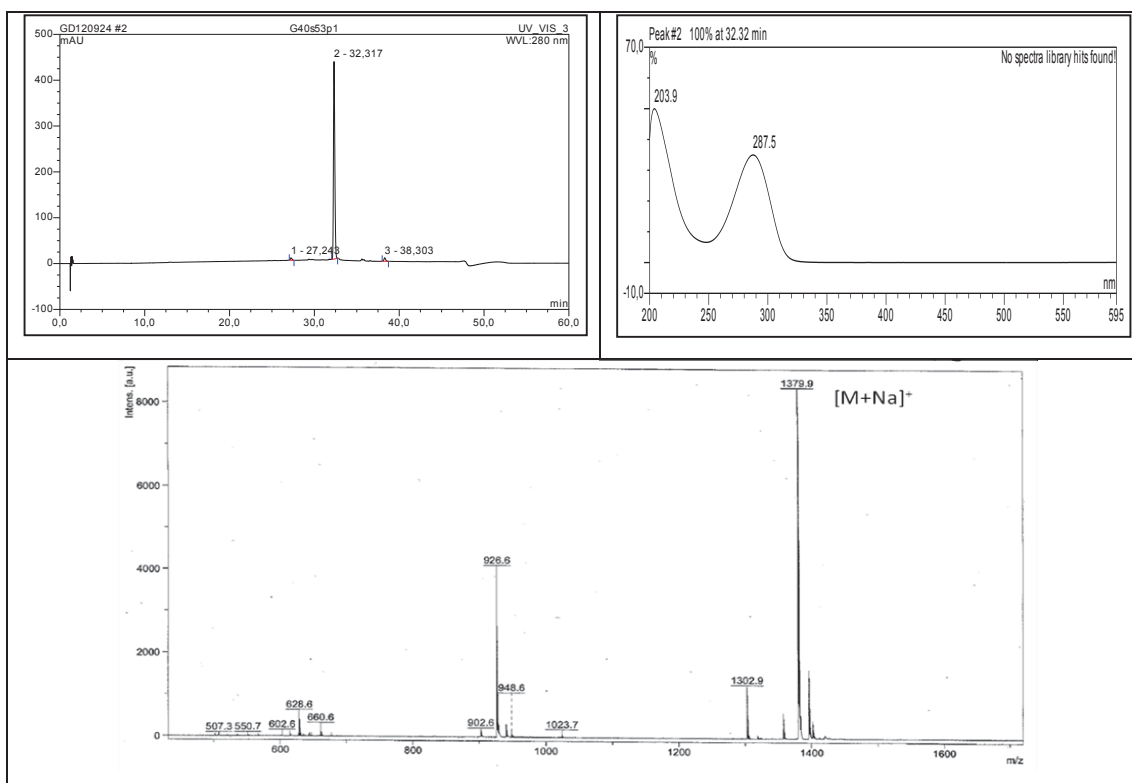 GD120924 #2 G40s53p1 UV_VIS_3
mAU WVL:280 nm
500
400
300
200
100
0
-100
2 - 32,317
1 - 27,243
3 - 38,303
min
0,0 10,0 20,0 30,0 40,0 50,0 60,0
Peak #2 100% at 32.32 min
70,0
%
No spectra library hits found!
203.9
287.5
-10,0
nm
200 250 300 350 400 450 500 595
Intens. [a.u.]
8000
6000
4000
2000
0
1379.9
[M+Na]+
926.6
948.6
1302.9
628.6
507.3 550.7 602.6 660.6
902.6
1023.7
600 800 1000 1200 1400 1600
m/z